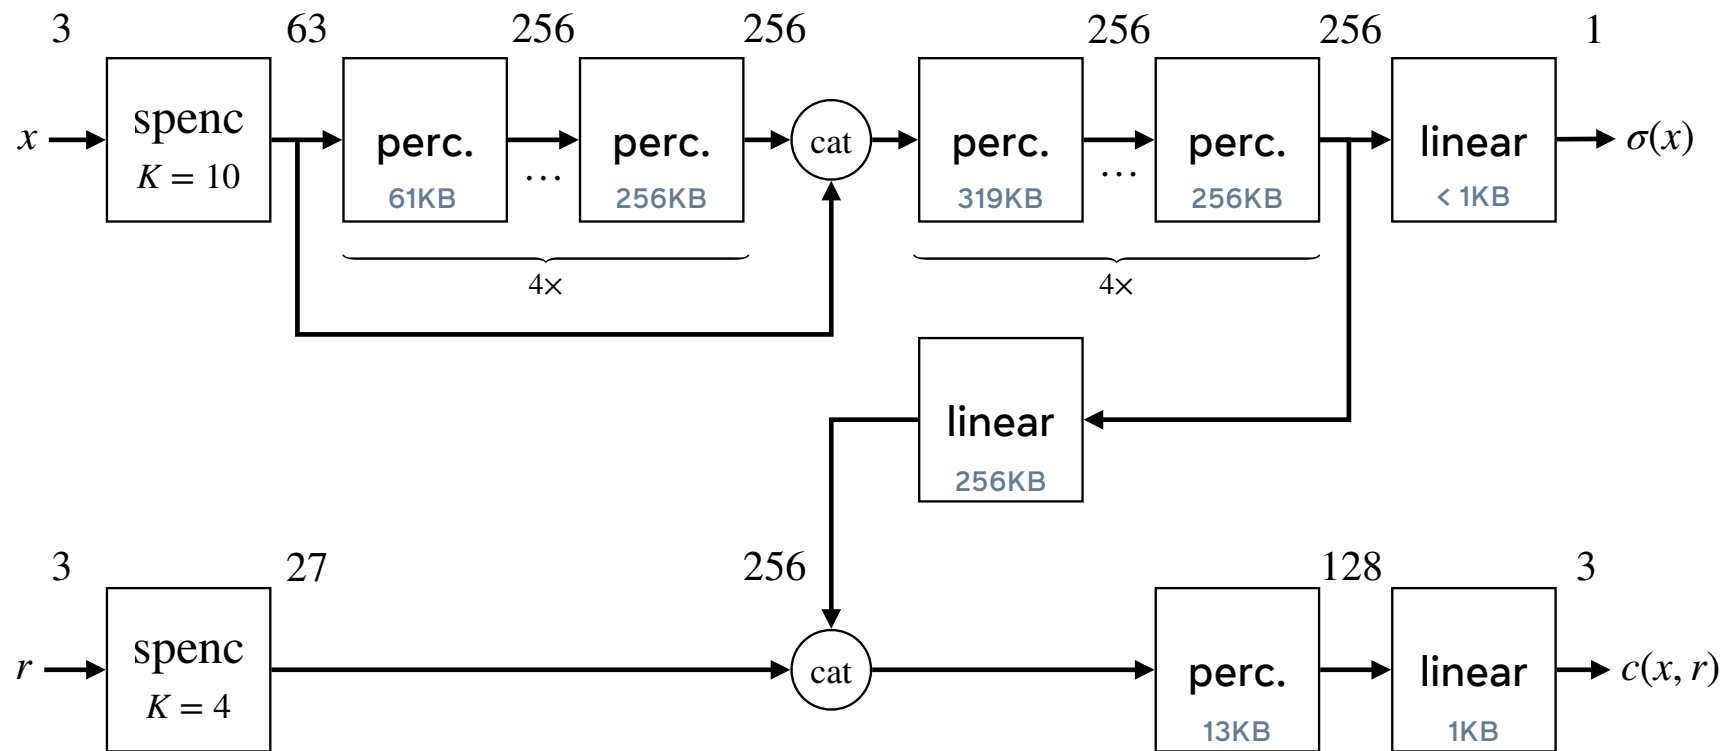 3 63 256 256 256 256 1
x spenc perc. perc. cat perc. perc. linear σ(x)
K = 10 ... ...
61KB 256KB 319KB 256KB < 1KB
4× 4×
linear
256KB
3 27 256 128 3
r spenc cat perc. linear c(x, r)
K = 4
13KB 1KB